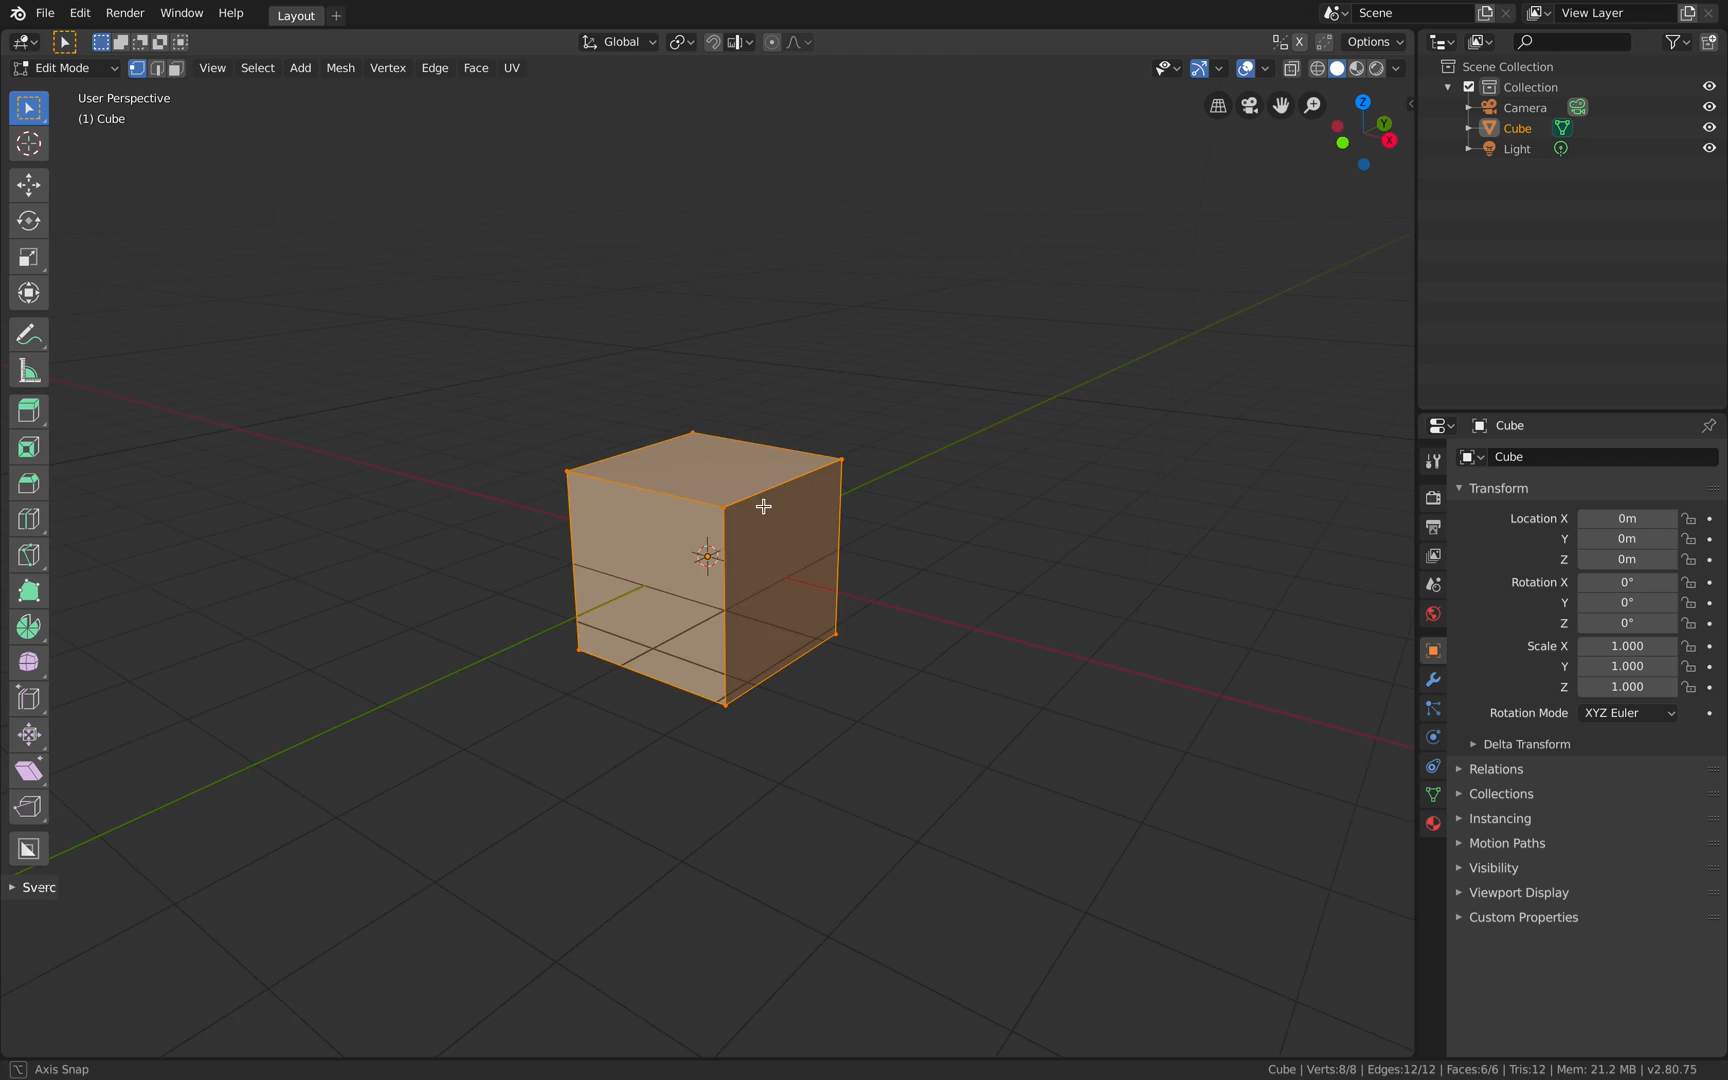 File Edit Render Window Help Layout + Scene View Layer
Global X Options
Edit Mode View Select Add Mesh Vertex Edge Face UV
User Perspective
(1) Cube
Z
Y
X
Scene Collection
Collection
Camera
Cube
Light
Cube
Cube
Transform
Location X 0m
Y 0m
Z 0m
Rotation X 0°
Y 0°
Z 0°
Scale X 1.000
Y 1.000
Z 1.000
Rotation Mode XYZ Euler
Delta Transform
Relations
Collections
Instancing
Motion Paths
Visibility
Viewport Display
Custom Properties
Sverc
Axis Snap
Cube | Verts:8/8 | Edges:12/12 | Faces:6/6 | Tris:12 | Mem: 21.2 MB | v2.80.75